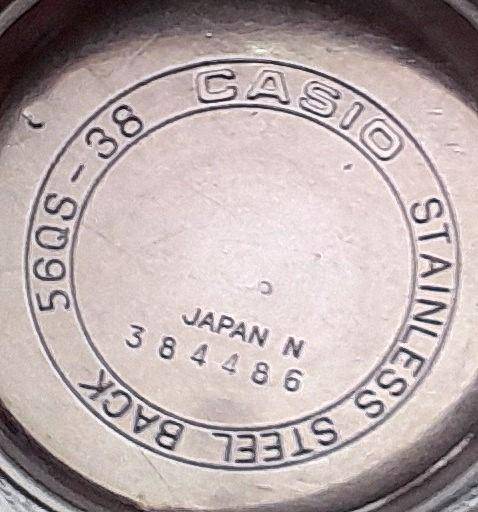 CASIO
STAINLESS STEEL BACK
56QS-38
JAPAN N
384486